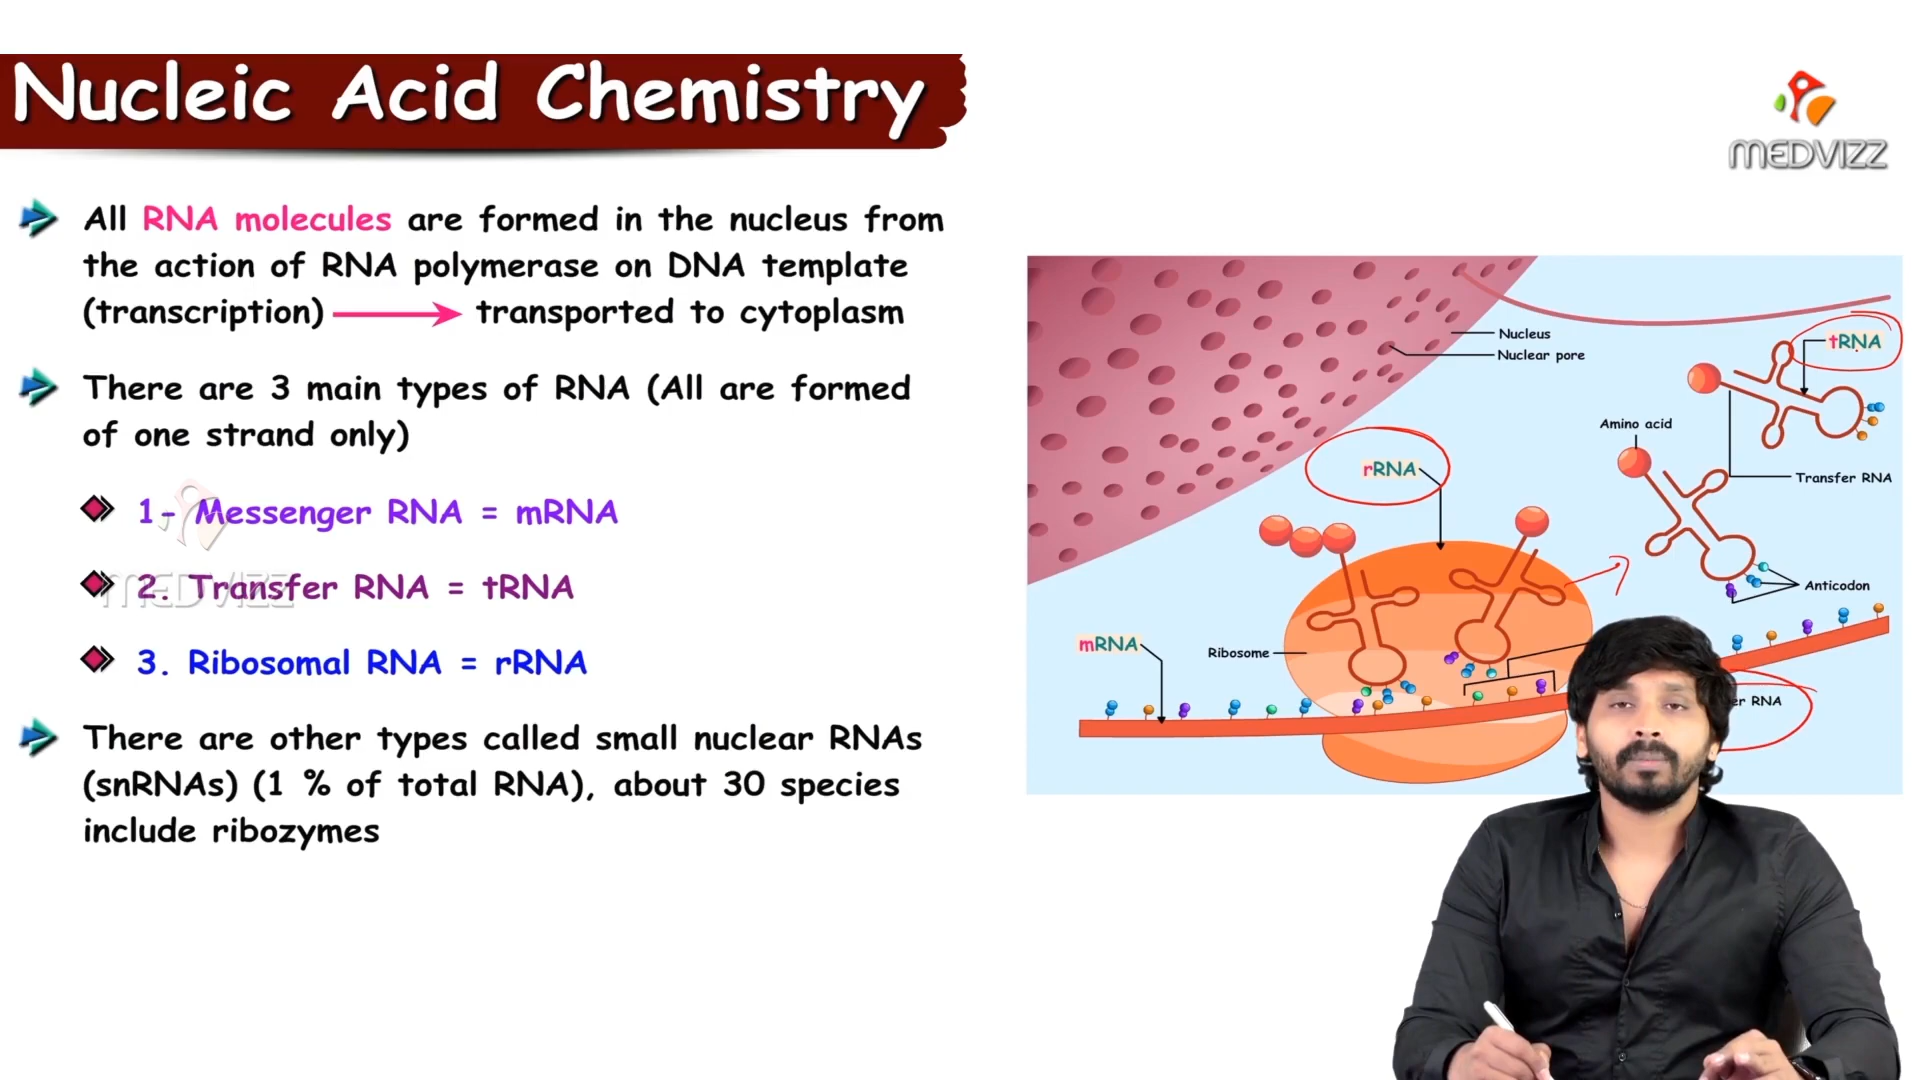 Nucleic Acid Chemistry
MEDVIZZ
All RNA molecules are formed in the nucleus from
the action of RNA polymerase on DNA template
(transcription) → transported to cytoplasm
There are 3 main types of RNA (All are formed
of one strand only)
1- Messenger RNA = mRNA
2. Transfer RNA = tRNA
MEDVIZZ
3. Ribosomal RNA = rRNA
There are other types called small nuclear RNAs
(snRNAs) (1 % of total RNA), about 30 species
include ribozymes
Nucleus
Nuclear pore
tRNA
Amino acid
rRNA
Transfer RNA
Anticodon
mRNA
Ribosome
RNA